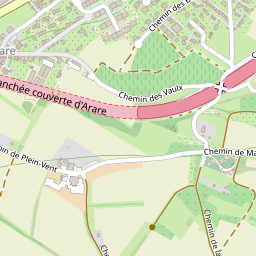 Chemin des
are
anchée couverte d'Arare
Chemin des Vaulx
Chemin de Ma
in de Plein-Vent
Che
Chemin de la